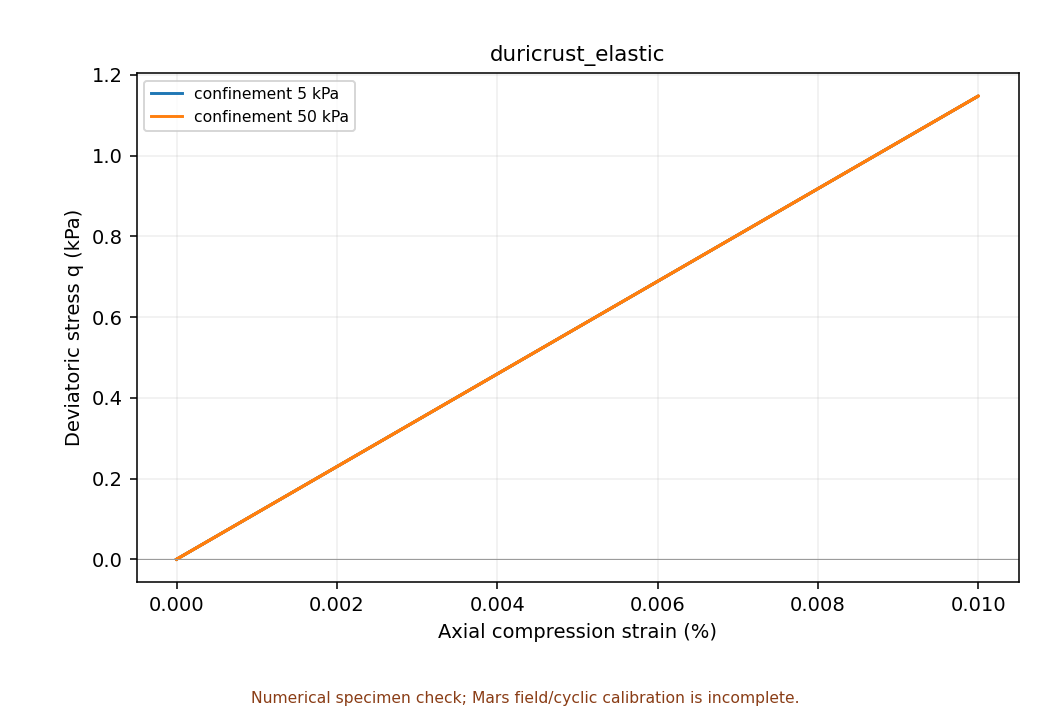 duricrust_elastic
confinement 5 kPa
confinement 50 kPa
Deviatoric stress q (kPa)
1.2
1.0
0.8
0.6
0.4
0.2
0.0
0.000 0.002 0.004 0.006 0.008 0.010
Axial compression strain (%)
Numerical specimen check; Mars field/cyclic calibration is incomplete.